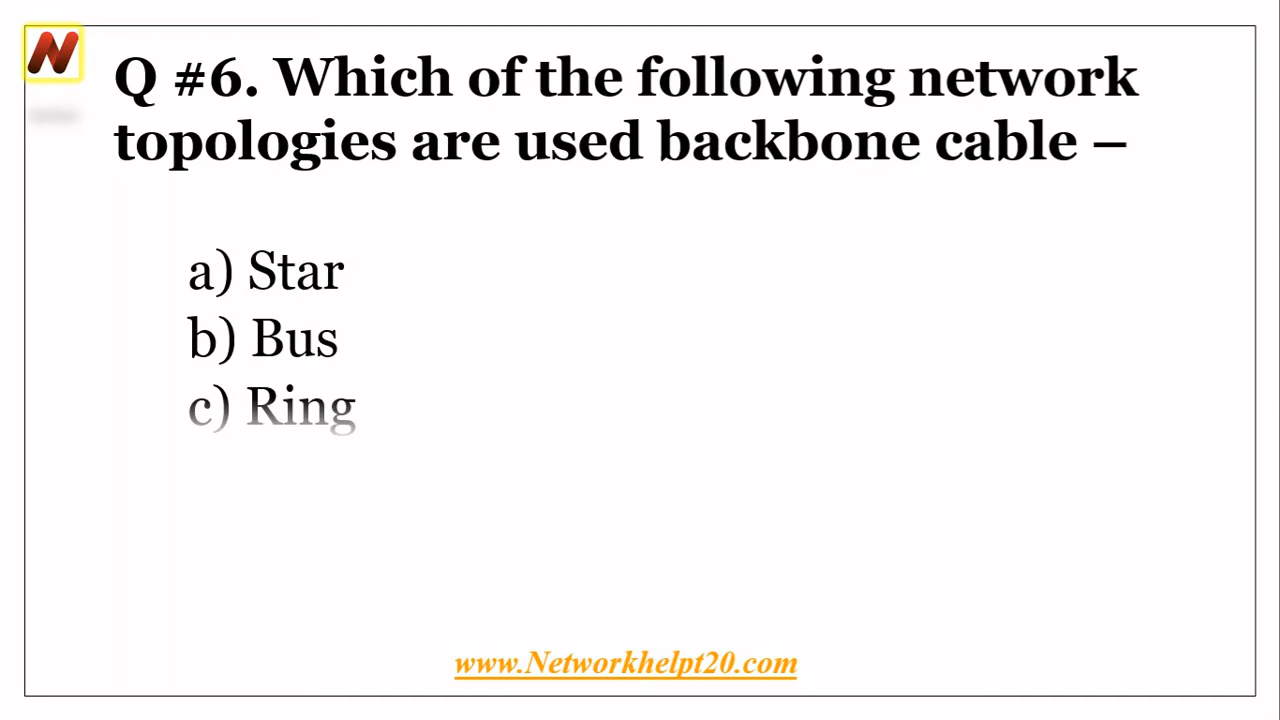 N
Q #6. Which of the following network
topologies are used backbone cable –
a) Star
b) Bus
c) Ring
www.Networkhelpt20.com